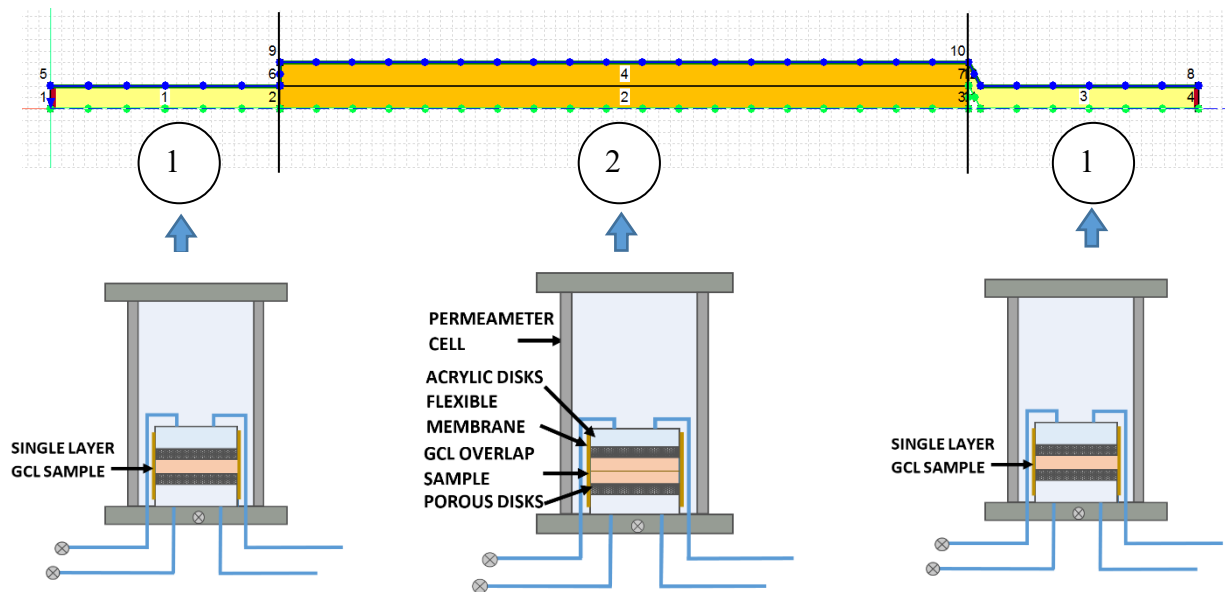 9
10
5
6
4
7
8
1
1
2
2
3
3
4
1
2
1
PERMEAMETER
CELL
ACRYLIC DISKS
FLEXIBLE
MEMBRANE
GCL OVERLAP
SAMPLE
POROUS DISKS
SINGLE LAYER
GCL SAMPLE
SINGLE LAYER
GCL SAMPLE